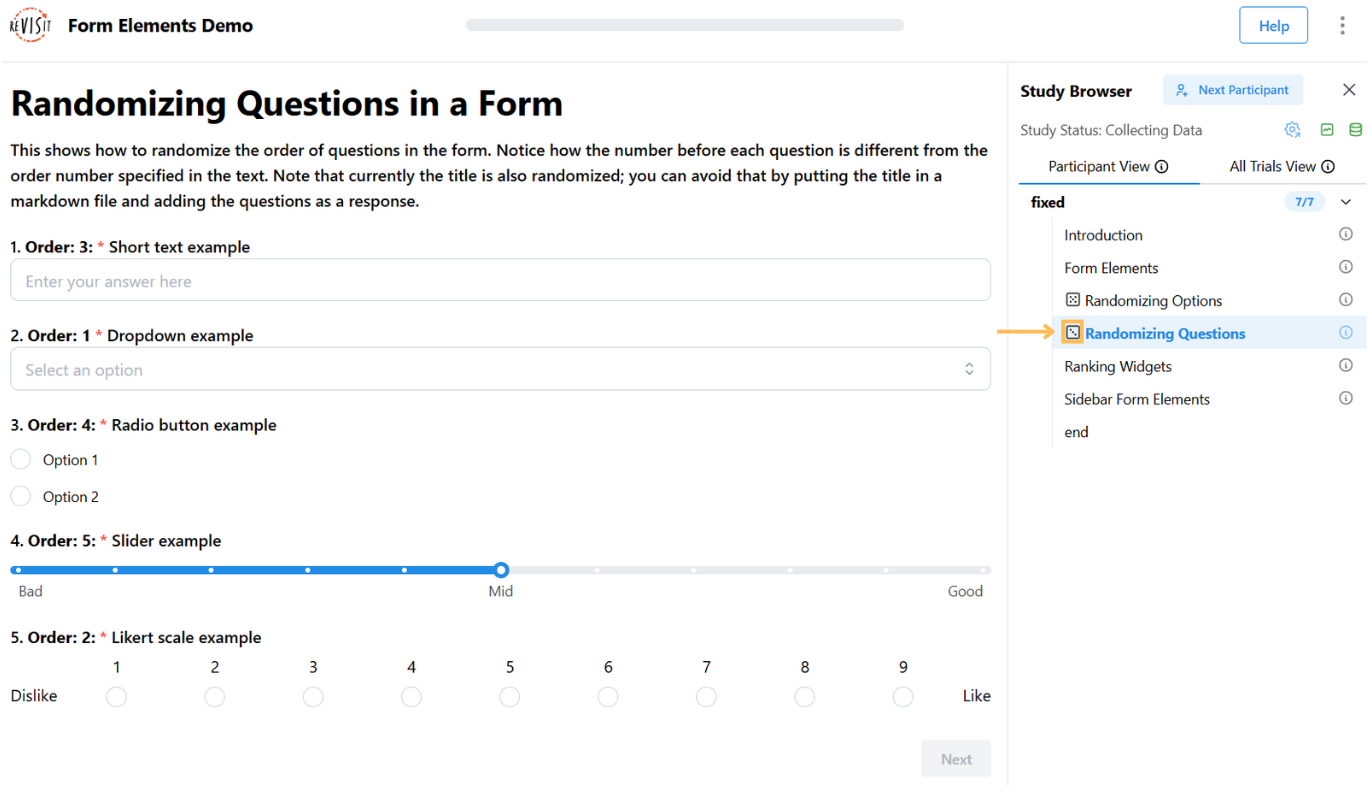 reVISit
Form Elements Demo
Help
Randomizing Questions in a Form
This shows how to randomize the order of questions in the form. Notice how the number before each question is different from the
order number specified in the text. Note that currently the title is also randomized; you can avoid that by putting the title in a
markdown file and adding the questions as a response.
1. Order: 3: * Short text example
Enter your answer here
2. Order: 1 * Dropdown example
Select an option
3. Order: 4: * Radio button example
Option 1
Option 2
4. Order: 5: * Slider example
Bad Mid Good
5. Order: 2: * Likert scale example
1 2 3 4 5 6 7 8 9
Dislike Like
Next
Study Browser
Next Participant
Study Status: Collecting Data
Participant View All Trials View
fixed 7/7
Introduction
Form Elements
Randomizing Options
Randomizing Questions
Ranking Widgets
Sidebar Form Elements
end